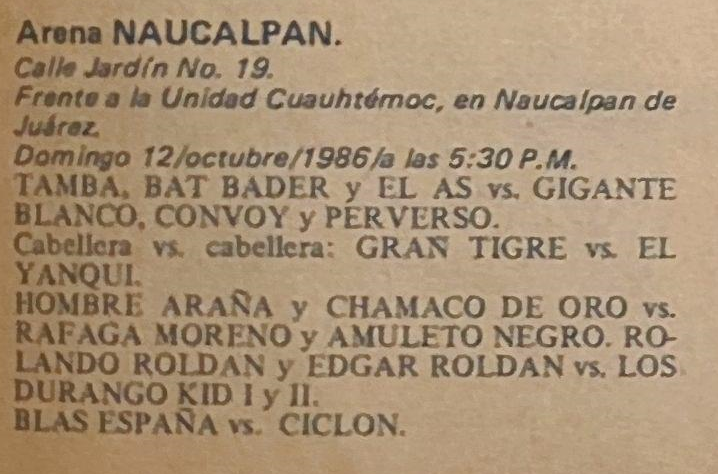 Arena NAUCALPAN.
Calle Jardín No. 19.
Frente a la Unidad Cuauhtémoc, en Naucalpan de
Juárez.
Domingo 12/octubre/1986/a las 5:30 P.M.
TAMBA, BAT BADER y EL AS vs. GIGANTE
BLANCO, CONVOY y PERVERSO.
Cabellera vs. cabellera: GRAN TIGRE vs. EL
YANQUI.
HOMBRE ARAÑA y CHAMACO DE ORO vs.
RAFAGA MORENO y AMULETO NEGRO. RO-
LANDO ROLDAN y EDGAR ROLDAN vs. LOS
DURANGO KID I y II.
BLAS ESPAÑA vs. CICLON.